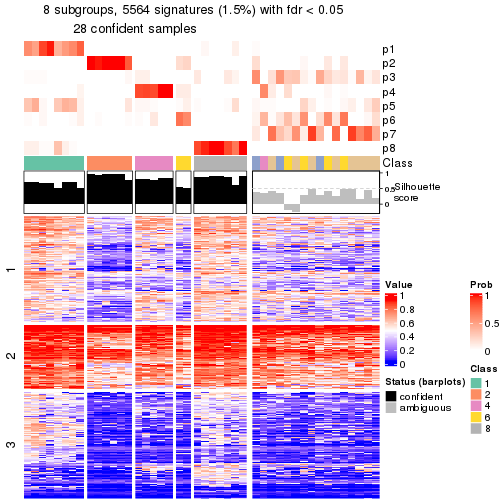 8 subgroups, 5564 signatures (1.5%) with fdr < 0.05
28 confident samples
p1
p2
p3
p4
p5
p6
p7
p8
Class
1
0.5
0
Silhouette
score
1
2
3
Value
1
0.8
0.6
0.4
0.2
0
Status (barplots)
confident
ambiguous
Prob
1
0.5
0
Class
1
2
4
6
8